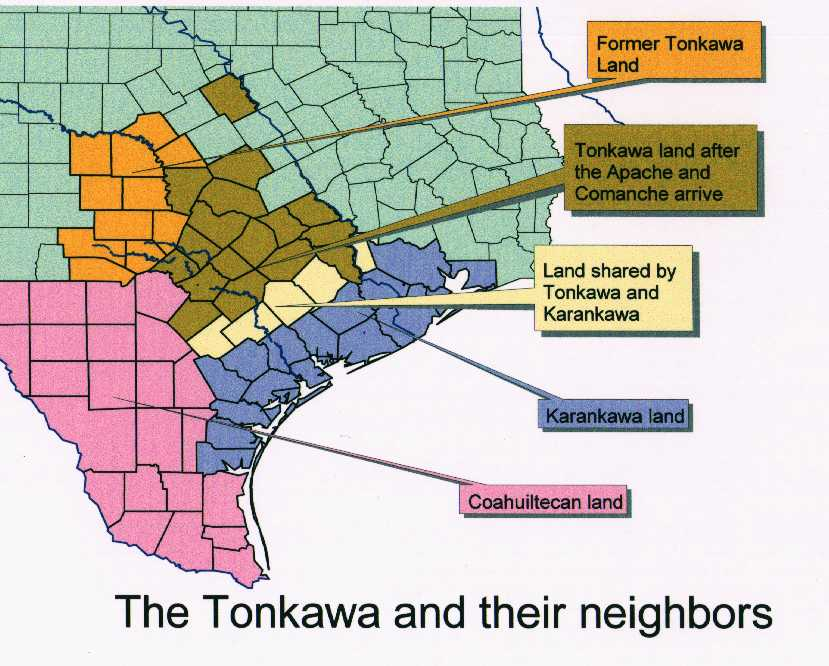 Former Tonkawa
Land
Tonkawa land after
the Apache and
Comanche arrive
Land shared by
Tonkawa and
Karankawa
Karankawa land
Coahuiltecan land
The Tonkawa and their neighbors